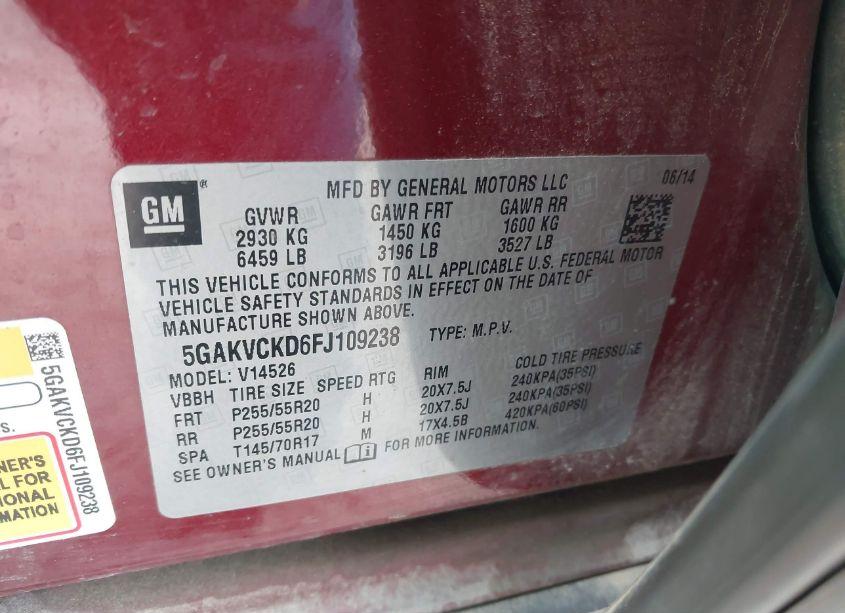 GM®
MFD BY GENERAL MOTORS LLC 06/14
GVWR GAWR FRT GAWR RR
2930 KG 1450 KG 1600 KG
6459 LB 3196 LB 3527 LB
THIS VEHICLE CONFORMS TO ALL APPLICABLE U.S. FEDERAL MOTOR
VEHICLE SAFETY STANDARDS IN EFFECT ON THE DATE OF
MANUFACTURE SHOWN ABOVE.
5GAKVCKD6FJ109238 TYPE: M.P.V.
MODEL: V14526
VBBH TIRE SIZE SPEED RTG RIM COLD TIRE PRESSURE
FRT P255/55R20 H 20X7.5J 240KPA(35PSI)
RR P255/55R20 H 20X7.5J 240KPA(35PSI)
SPA T145/70R17 M 17X4.5B 420KPA(60PSI)
SEE OWNER'S MANUAL FOR MORE INFORMATION.
5GAKVCKD6FJ109238
S.
NER'S
L FOR
IONAL
MATION